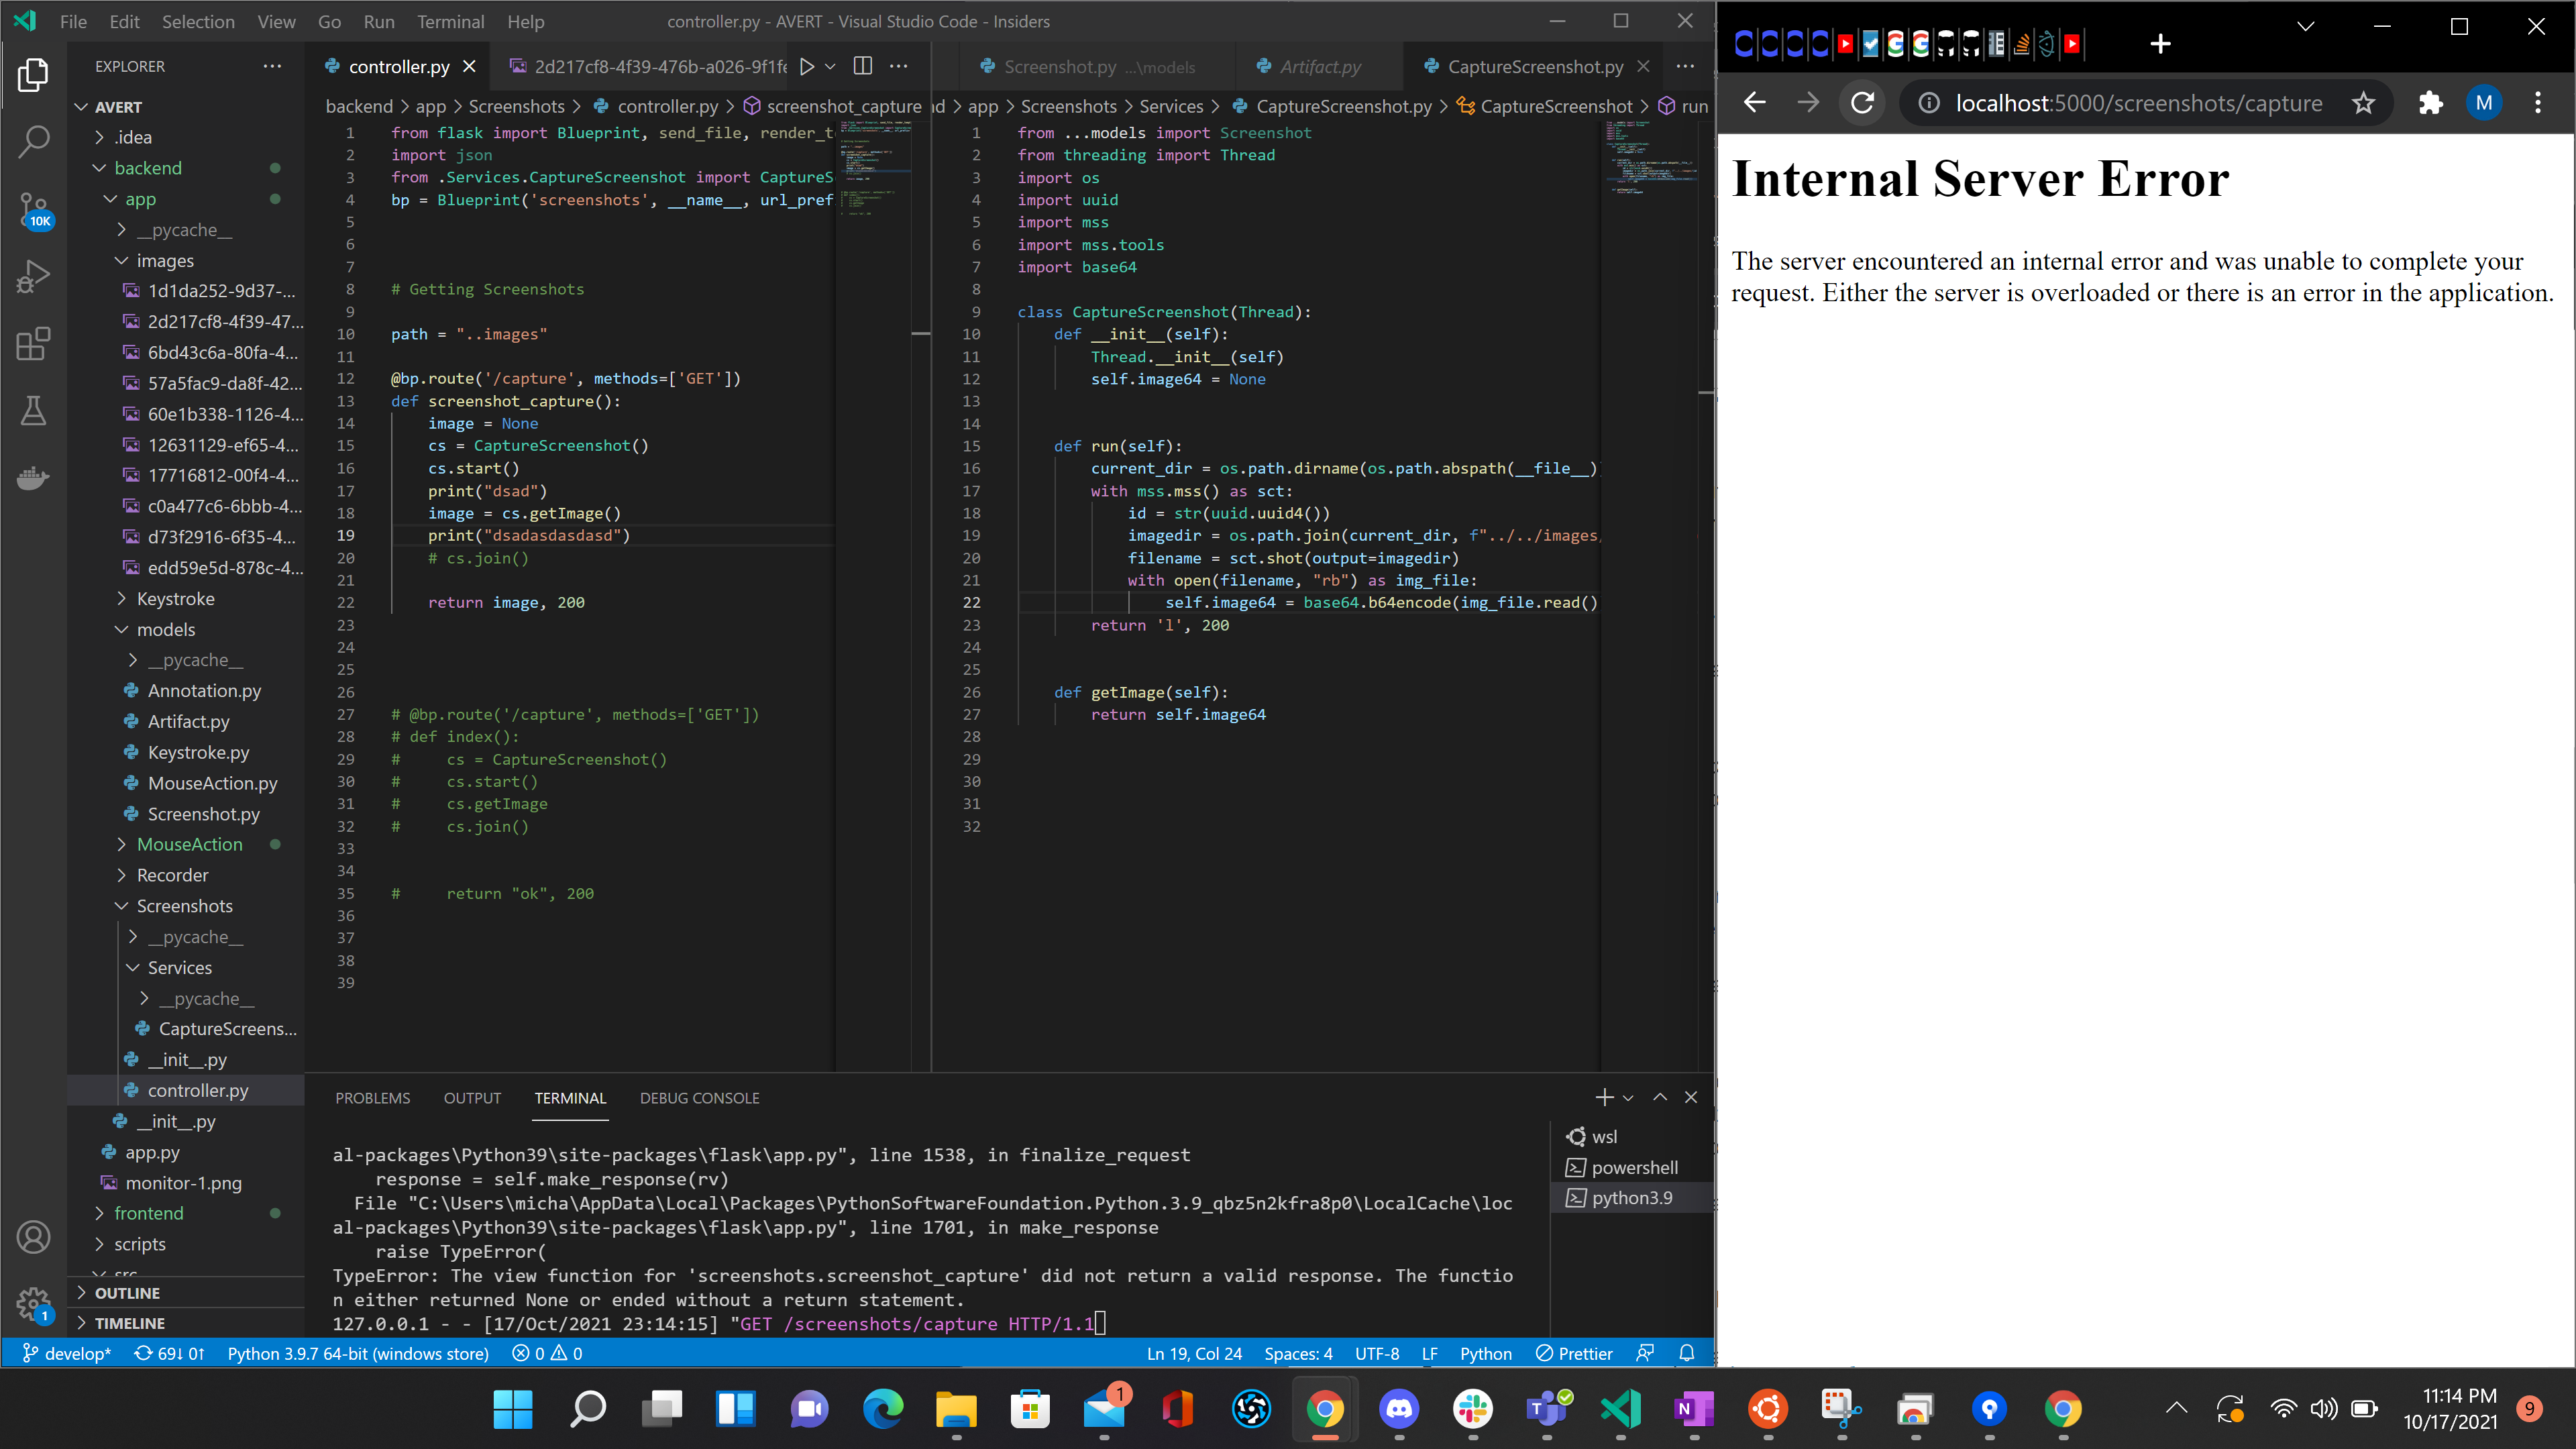 File Edit Selection View Go Run Terminal Help
controller.py - AVERT - Visual Studio Code - Insiders
EXPLORER
AVERT
.idea
backend
app
__pycache__
images
1d1da252-9d37-...
2d217cf8-4f39-47...
6bd43c6a-80fa-4...
57a5fac9-da8f-42...
60e1b338-1126-4...
12631129-ef65-4...
17716812-00f4-4...
c0a477c6-6bbb-4...
d73f2916-6f35-4...
edd59e5d-878c-4...
Keystroke
models
__pycache__
Annotation.py
Artifact.py
Keystroke.py
MouseAction.py
Screenshot.py
MouseAction
Recorder
Screenshots
__pycache__
Services
__pycache__
CaptureScreens...
__init__.py
controller.py
__init__.py
app.py
monitor-1.png
frontend
scripts
src
OUTLINE
TIMELINE
10K
1
controller.py 2d217cf8-4f39-476b-a026-9f1fe
backend > app > Screenshots > controller.py > screenshot_capture
1 from flask import Blueprint, send_file, render_t
2 import json
3 from .Services.CaptureScreenshot import CaptureS
4 bp = Blueprint('screenshots', __name__, url_pref
5
6
7
8 # Getting Screenshots
9
10 path = "..images"
11
12 @bp.route('/capture', methods=['GET'])
13 def screenshot_capture():
14 image = None
15 cs = CaptureScreenshot()
16 cs.start()
17 print("dsad")
18 image = cs.getImage()
19 print("dsadasdasdasd")
20 # cs.join()
21
22 return image, 200
23
24
25
26
27 # @bp.route('/capture', methods=['GET'])
28 # def index():
29 # cs = CaptureScreenshot()
30 # cs.start()
31 # cs.getImage
32 # cs.join()
33
34
35 # return "ok", 200
36
37
38
39
Screenshot.py ...\models Artifact.py CaptureScreenshot.py
nd > app > Screenshots > Services > CaptureScreenshot.py > CaptureScreenshot > run
1 from ...models import Screenshot
2 from threading import Thread
3 import os
4 import uuid
5 import mss
6 import mss.tools
7 import base64
8
9 class CaptureScreenshot(Thread):
10 def __init__(self):
11 Thread.__init__(self)
12 self.image64 = None
13
14
15 def run(self):
16 current_dir = os.path.dirname(os.path.abspath(__file__))
17 with mss.mss() as sct:
18 id = str(uuid.uuid4())
19 imagedir = os.path.join(current_dir, f"../../images/
20 filename = sct.shot(output=imagedir)
21 with open(filename, "rb") as img_file:
22 self.image64 = base64.b64encode(img_file.read()
23 return 'l', 200
24
25
26 def getImage(self):
27 return self.image64
28
29
30
31
32
PROBLEMS OUTPUT TERMINAL DEBUG CONSOLE
al-packages\Python39\site-packages\flask\app.py", line 1538, in finalize_request
response = self.make_response(rv)
File "C:\Users\micha\AppData\Local\Packages\PythonSoftwareFoundation.Python.3.9_qbz5n2kfra8p0\LocalCache\loc
al-packages\Python39\site-packages\flask\app.py", line 1701, in make_response
raise TypeError(
TypeError: The view function for 'screenshots.screenshot_capture' did not return a valid response. The functio
n either returned None or ended without a return statement.
127.0.0.1 - - [17/Oct/2021 23:14:15] "GET /screenshots/capture HTTP/1.1
wsl
powershell
python3.9
develop* 69↓ 0↑ Python 3.9.7 64-bit (windows store) 0 0 Ln 19, Col 24 Spaces: 4 UTF-8 LF Python Prettier
localhost:5000/screenshots/capture
M
Internal Server Error
The server encountered an internal error and was unable to complete your
request. Either the server is overloaded or there is an error in the application.
1
11:14 PM
10/17/2021
9